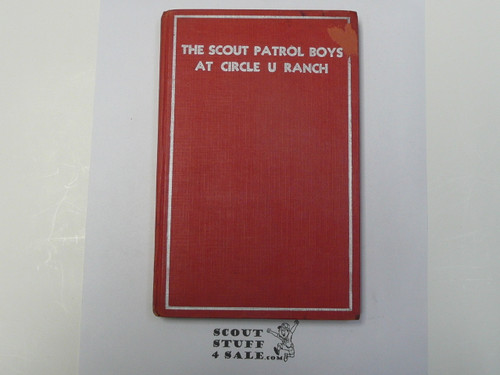 THE SCOUT PATROL BOYS
AT CIRCLE U RANCH
SCOUT
STUFF
4 SALE.COM